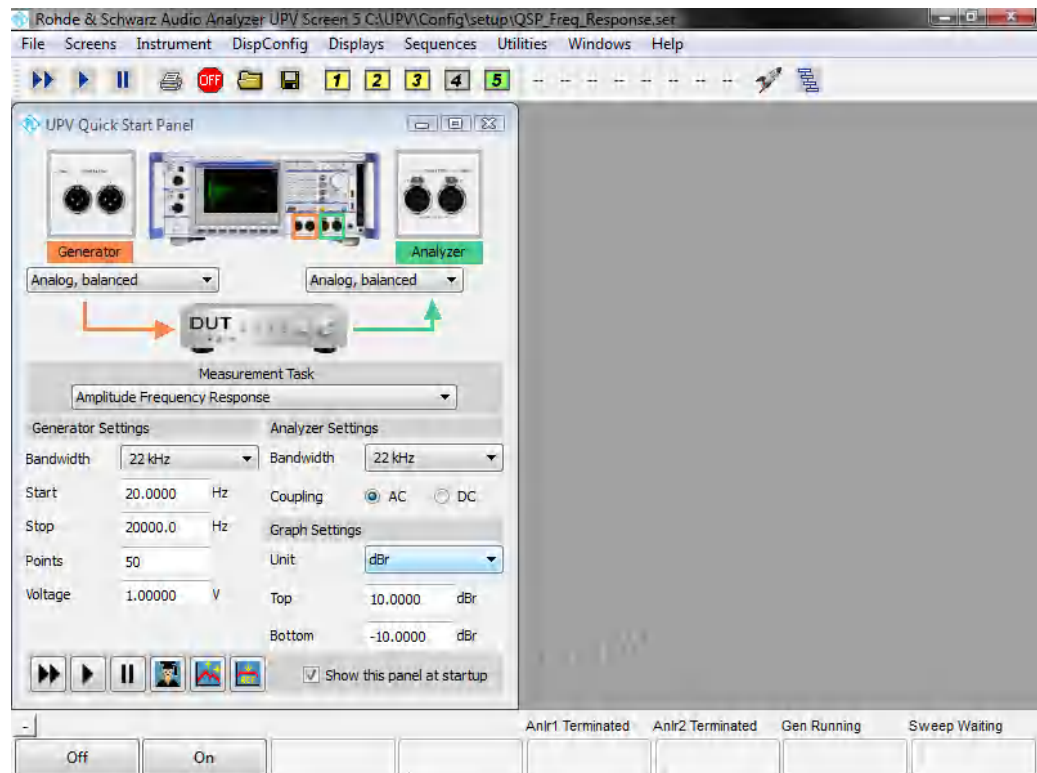 Rohde & Schwarz Audio Analyzer UPV Screen 5 C:\UPV\Config\setup\QSP_Freq_Response.set
File Screens Instrument DispConfig Displays Sequences Utilities Windows Help
OFF 1 2 3 4 5 -- -- -- -- -- -- -- --
UPV Quick Start Panel
Generator Analyzer
Analog, balanced Analog, balanced
DUT
Measurement Task
Amplitude Frequency Response
Generator Settings Analyzer Settings
Bandwidth 22 kHz Bandwidth 22 kHz
Start 20.0000 Hz Coupling AC DC
Stop 20000.0 Hz Graph Settings
Points 50 Unit dBr
Voltage 1.00000 V Top 10.0000 dBr
Bottom -10.0000 dBr
Show this panel at startup
- Anlr1 Terminated Anlr2 Terminated Gen Running Sweep Waiting
Off On